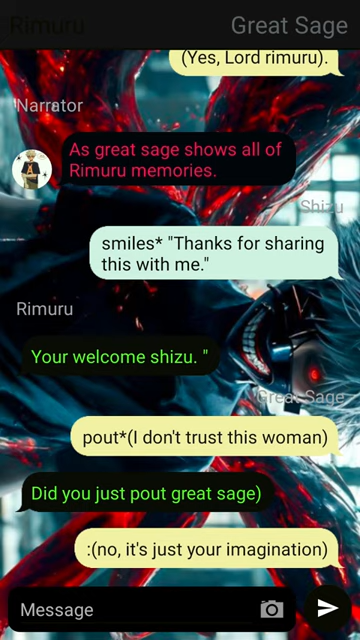 Rimuru
Great Sage
(Yes, Lord rimuru).
Narrator
As great sage shows all of
Rimuru memories.
Shizu
smiles* "Thanks for sharing
this with me."
Rimuru
Your welcome shizu. "
Great Sage
pout*(I don't trust this woman)
Did you just pout great sage)
:(no, it's just your imagination)
Message